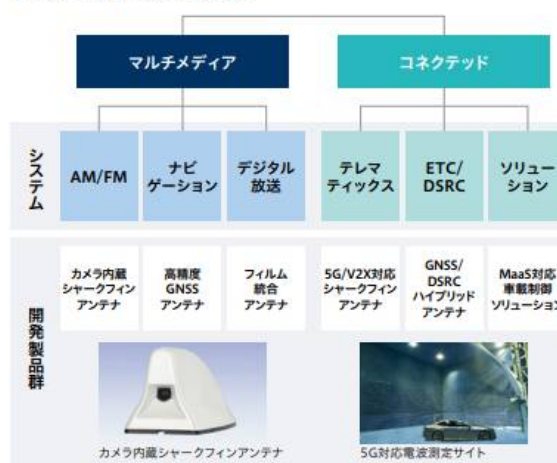 マルチメディア
コネクテッド
システム
AM/FM
ナビ
ゲーション
デジタル
放送
テレマ
ティックス
ETC/
DSRC
ソリュー
ション
開発製品群
カメラ内蔵
シャークフィン
アンテナ
高精度
GNSS
アンテナ
フィルム
統合
アンテナ
5G/V2X対応
シャークフィン
アンテナ
GNSS/
DSRC
ハイブリッド
アンテナ
MaaS対応
車載制御
ソリューション
カメラ内蔵シャークフィンアンテナ
5G対応電波測定サイト